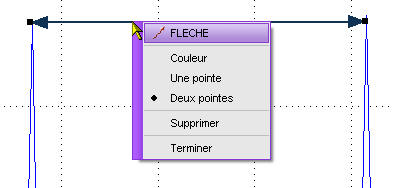 FLECHE
Couleur
Une pointe
Deux pointes
Supprimer
Terminer